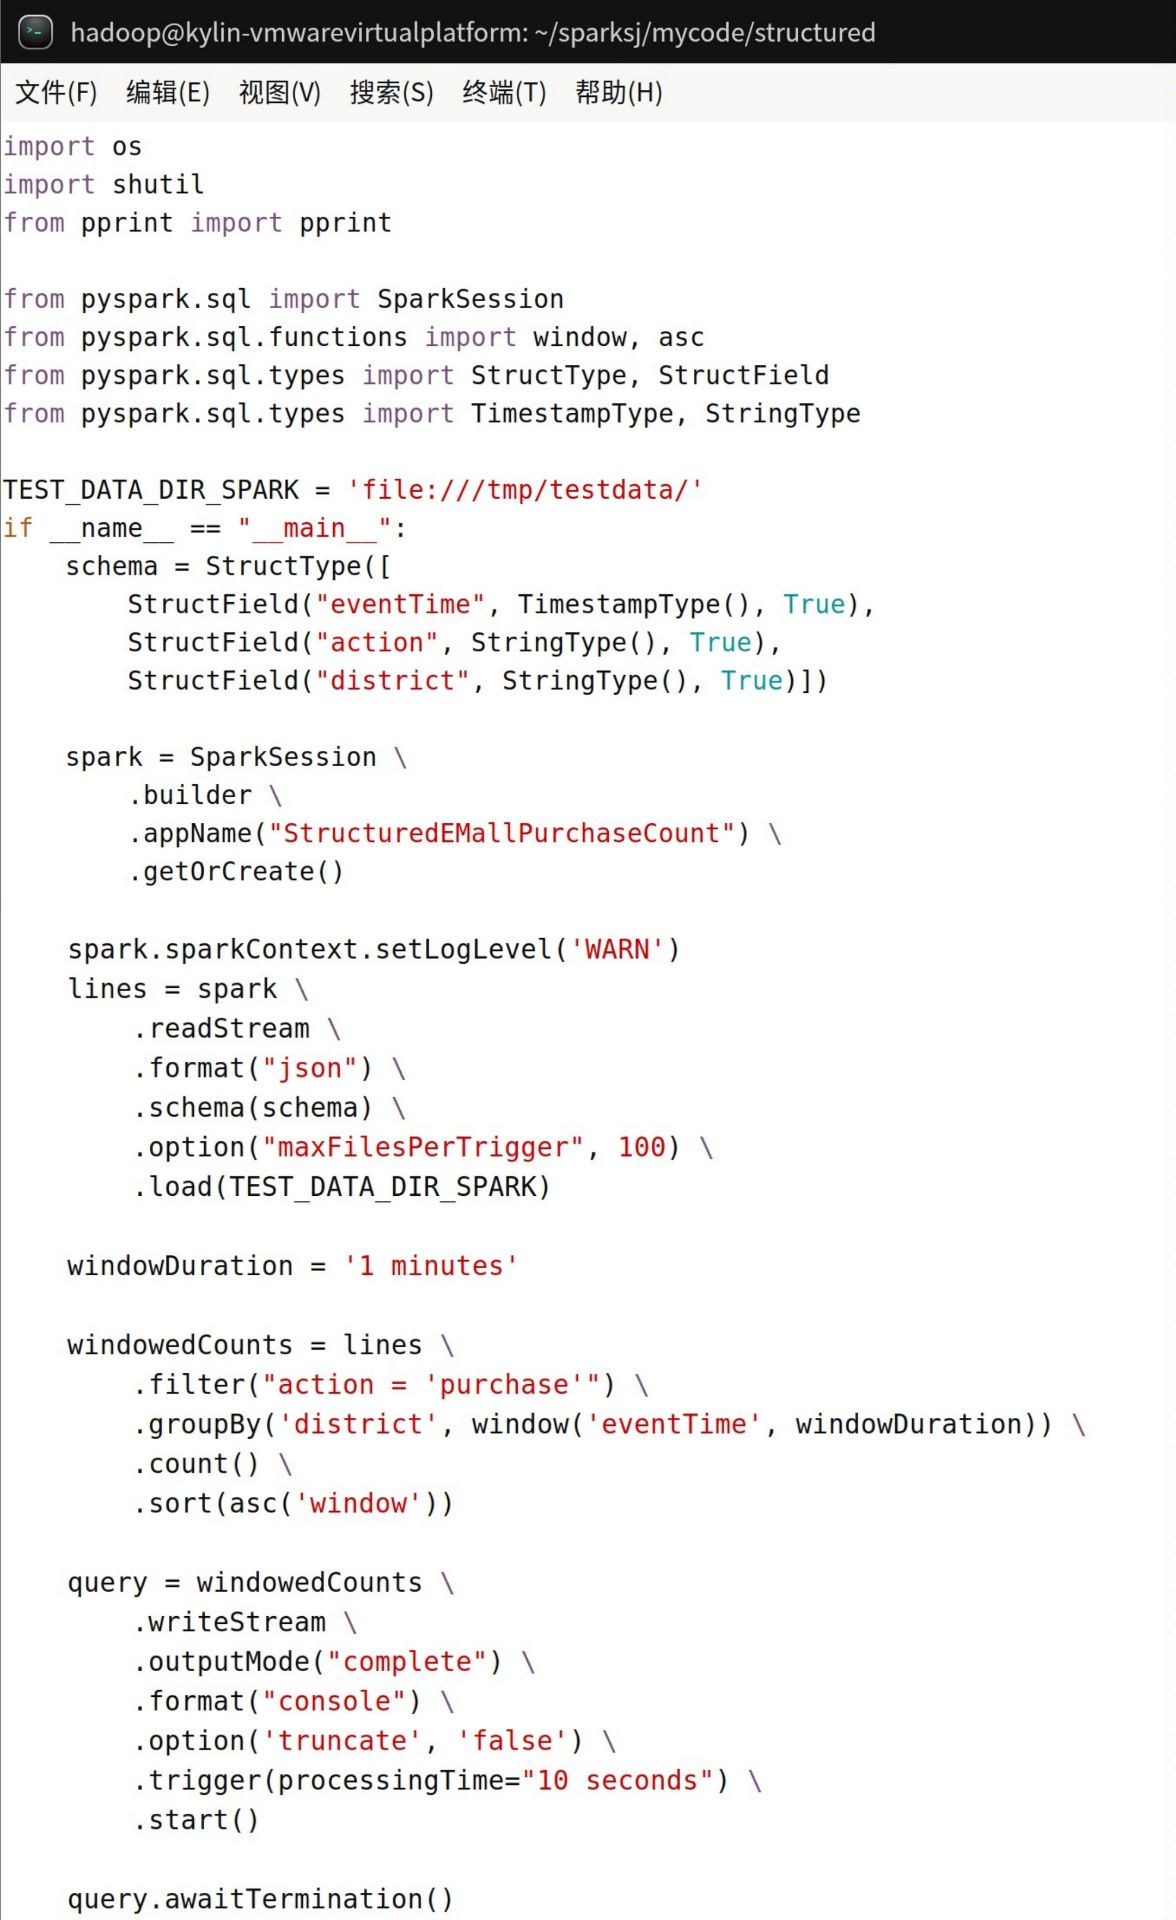 hadoop@kylin-vmwarevirtualplatform: ~/sparksj/mycode/structured
文件(F) 编辑(E) 视图(V) 搜索(S) 终端(T) 帮助(H)
import os
import shutil
from pprint import pprint

from pyspark.sql import SparkSession
from pyspark.sql.functions import window, asc
from pyspark.sql.types import StructType, StructField
from pyspark.sql.types import TimestampType, StringType

TEST_DATA_DIR_SPARK = 'file:///tmp/testdata/'
if __name__ == "__main__":
    schema = StructType([
        StructField("eventTime", TimestampType(), True),
        StructField("action", StringType(), True),
        StructField("district", StringType(), True)])

    spark = SparkSession \
        .builder \
        .appName("StructuredEMallPurchaseCount") \
        .getOrCreate()

    spark.sparkContext.setLogLevel('WARN')
    lines = spark \
        .readStream \
        .format("json") \
        .schema(schema) \
        .option("maxFilesPerTrigger", 100) \
        .load(TEST_DATA_DIR_SPARK)

    windowDuration = '1 minutes'

    windowedCounts = lines \
        .filter("action = 'purchase'") \
        .groupBy('district', window('eventTime', windowDuration)) \
        .count() \
        .sort(asc('window'))

    query = windowedCounts \
        .writeStream \
        .outputMode("complete") \
        .format("console") \
        .option('truncate', 'false') \
        .trigger(processingTime="10 seconds") \
        .start()

    query.awaitTermination()